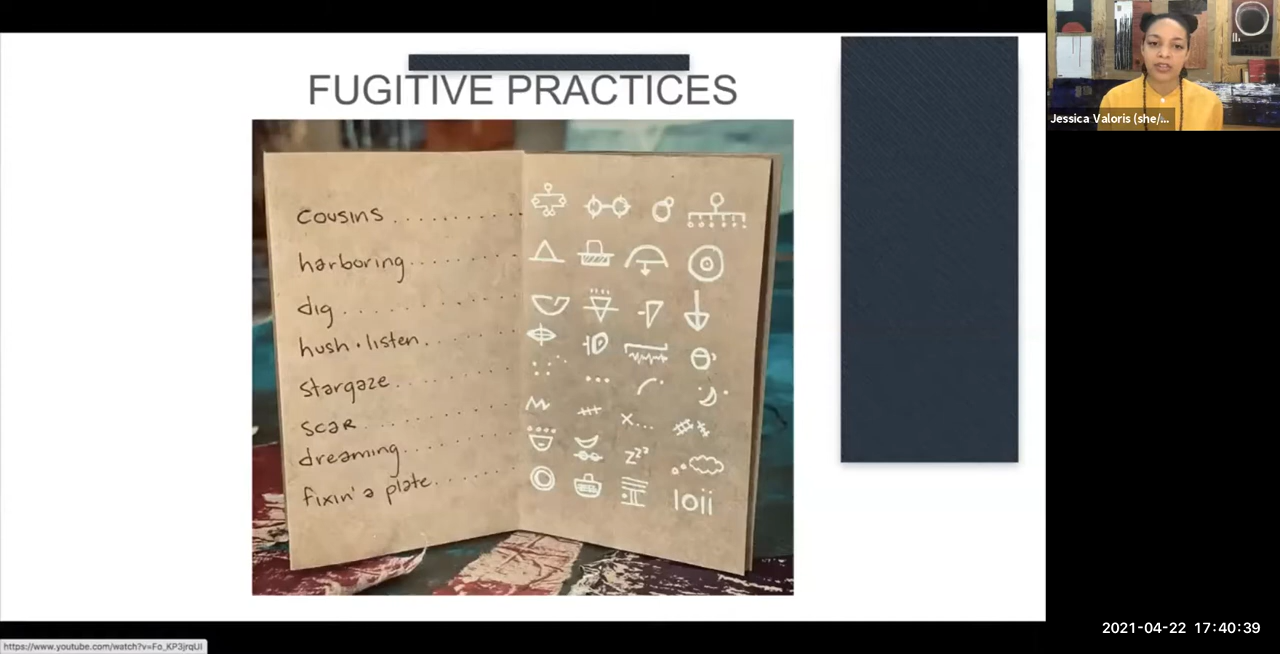 FUGITIVE PRACTICES
Jessica Valoris (she/...
cousins..........
harboring..........
dig..........
hush・listen..........
stargaze..........
scar..........
dreaming..........
fixin' a plate..........
zzz
2021-04-22 17:40:39
https://www.youtube.com/watch?v=Fo_KP3jrqUI